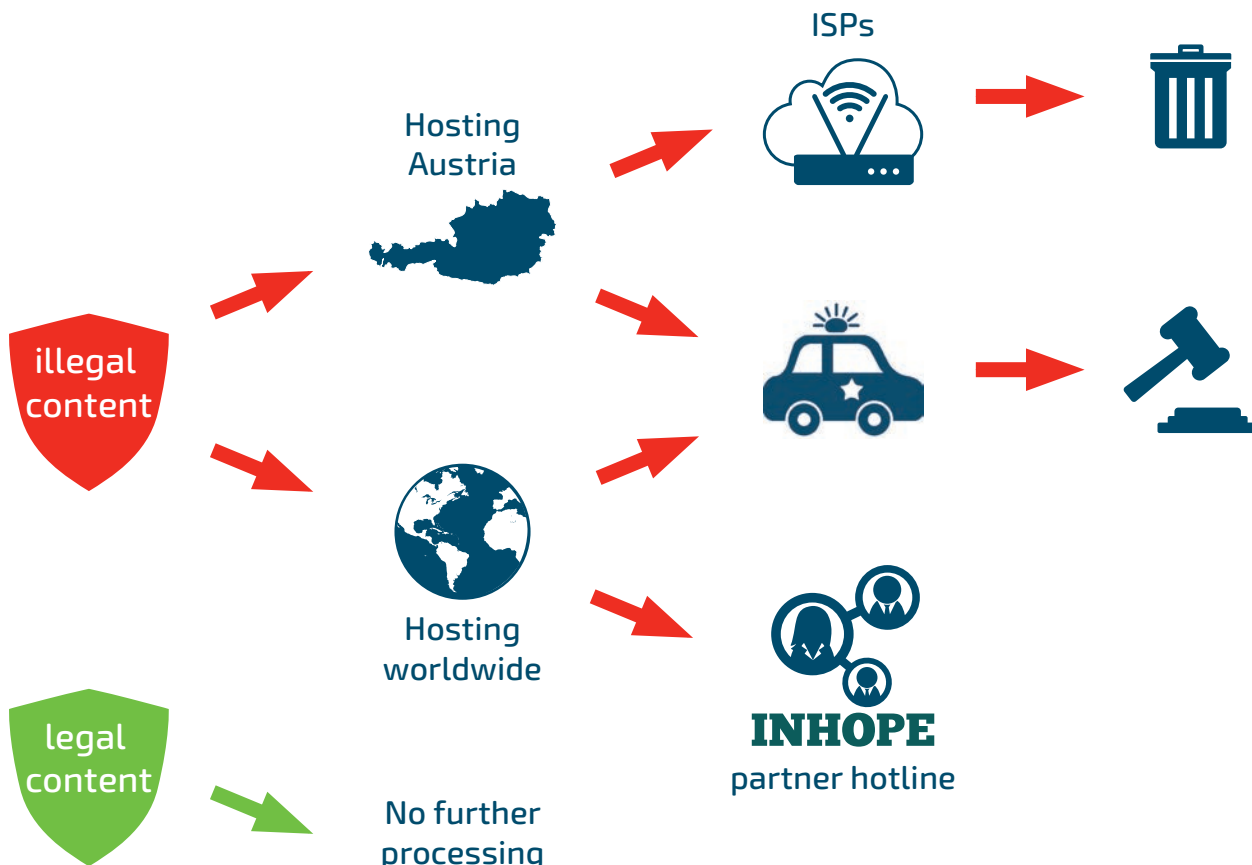 ISPs
Hosting
Austria
illegal
content
Hosting
worldwide
INHOPE
partner hotline
legal
content
No further
processing